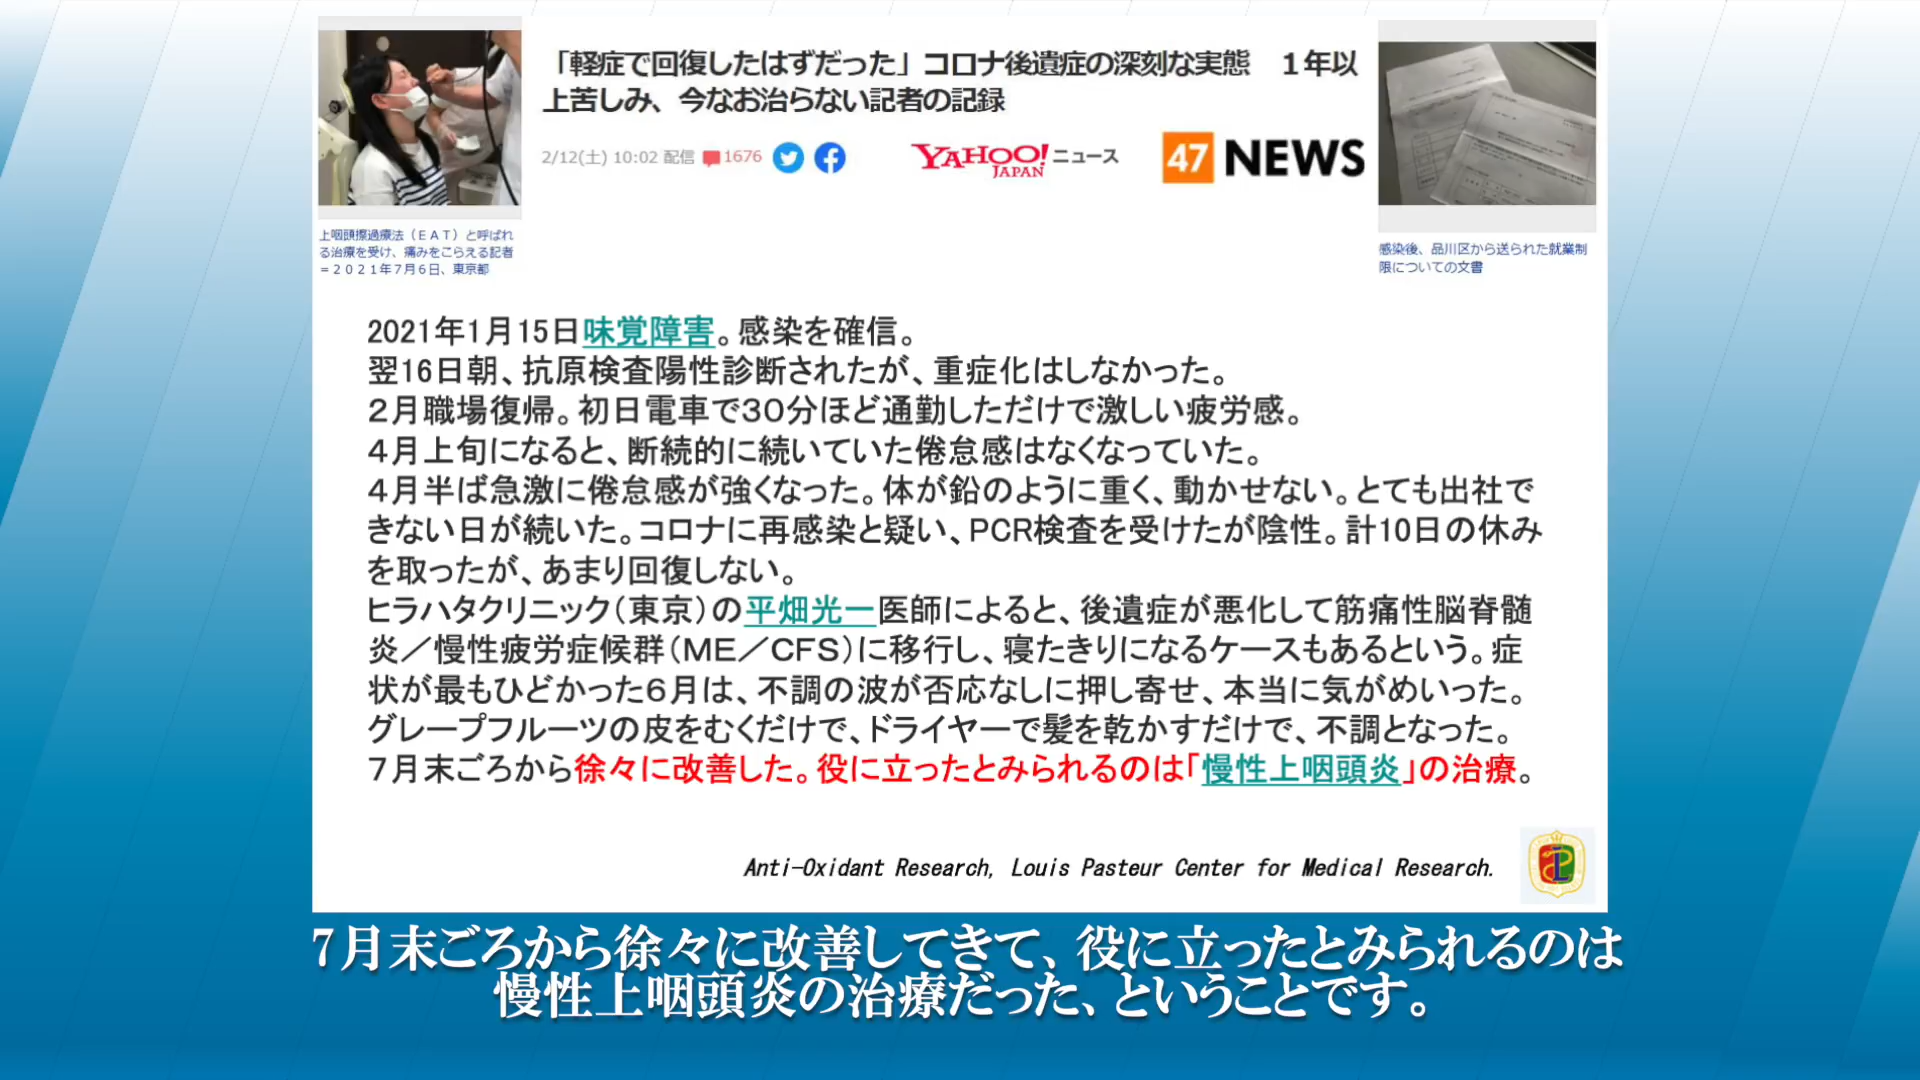 「軽症で回復したはずだった」コロナ後遺症の深刻な実態　１年以
上苦しみ、今なお治らない記者の記録
2/12(土) 10:02 配信 1676
YAHOO! JAPAN ニュース
47 NEWS
上咽頭擦過療法（ＥＡＴ）と呼ばれ
る治療を受け、痛みをこらえる記者
＝２０２１年７月６日、東京都
感染後、品川区から送られた就業制
限についての文書
2021年1月15日味覚障害。感染を確信。
翌16日朝、抗原検査陽性診断されたが、重症化はしなかった。
２月職場復帰。初日電車で30分ほど通勤しただけで激しい疲労感。
４月上旬になると、断続的に続いていた倦怠感はなくなっていた。
４月半ば急激に倦怠感が強くなった。体が鉛のように重く、動かせない。とても出社で
きない日が続いた。コロナに再感染と疑い、PCR検査を受けたが陰性。計10日の休み
を取ったが、あまり回復しない。
ヒラハタクリニック（東京）の平畑光一医師によると、後遺症が悪化して筋痛性脳脊髄
炎／慢性疲労症候群（ＭＥ／ＣＦＳ）に移行し、寝たきりになるケースもあるという。症
状が最もひどかった６月は、不調の波が否応なしに押し寄せ、本当に気がめいった。
グレープフルーツの皮をむくだけで、ドライヤーで髪を乾かすだけで、不調となった。
７月末ごろから徐々に改善した。役に立ったとみられるのは「慢性上咽頭炎」の治療。
Anti-Oxidant Research, Louis Pasteur Center for Medical Research.
7月末ごろから徐々に改善してきて、役に立ったとみられるのは
慢性上咽頭炎の治療だった、ということです。